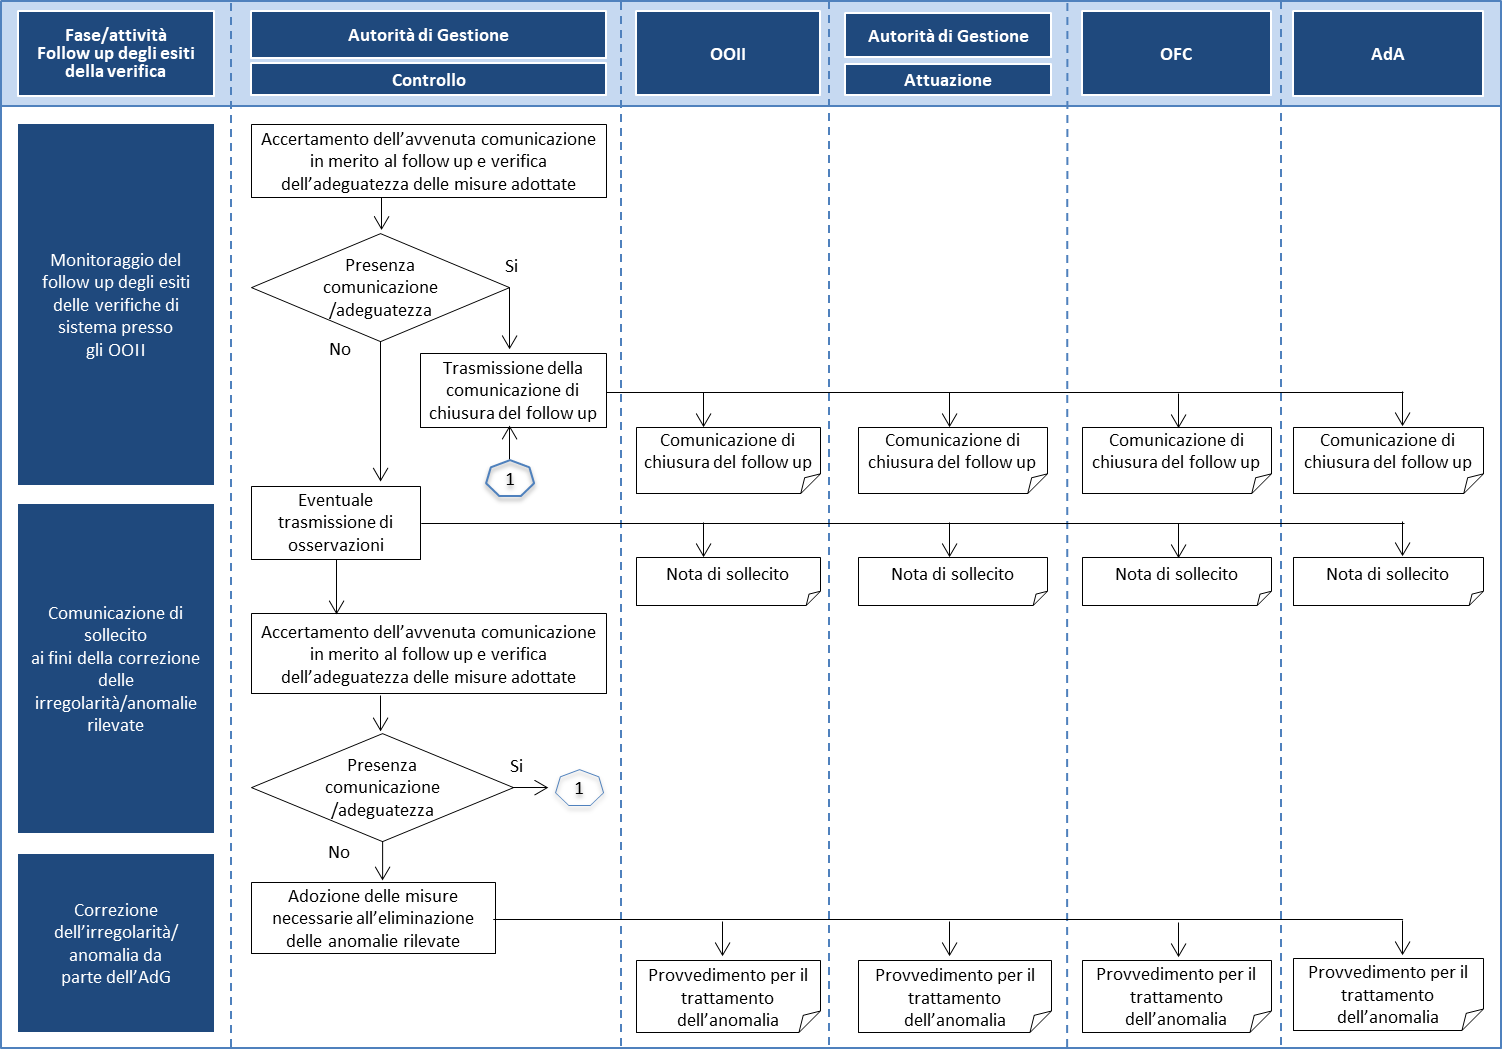 Fase/attività
Follow up degli esiti
della verifica
Autorità di Gestione
Controllo
OOII
Autorità di Gestione
Attuazione
OFC
AdA
Monitoraggio del
follow up degli esiti
delle verifiche di
sistema presso
gli OOII
Accertamento dell'avvenuta comunicazione
in merito al follow up e verifica
dell'adeguatezza delle misure adottate
Presenza
comunicazione
/adeguatezza
Si
No
Trasmissione della
comunicazione di
chiusura del follow up
1
Comunicazione di
chiusura del follow up
Comunicazione di
chiusura del follow up
Comunicazione di
chiusura del follow up
Comunicazione di
chiusura del follow up
Comunicazione di
sollecito
ai fini della correzione
delle
irregolarità/anomalie
rilevate
Eventuale
trasmissione di
osservazioni
Nota di sollecito
Nota di sollecito
Nota di sollecito
Nota di sollecito
Accertamento dell'avvenuta comunicazione
in merito al follow up e verifica
dell'adeguatezza delle misure adottate
Presenza
comunicazione
/adeguatezza
Si
1
No
Correzione
dell'irregolarità/
anomalia da
parte dell'AdG
Adozione delle misure
necessarie all'eliminazione
delle anomalie rilevate
Provvedimento per il
trattamento
dell'anomalia
Provvedimento per il
trattamento
dell'anomalia
Provvedimento per il
trattamento
dell'anomalia
Provvedimento per il
trattamento
dell'anomalia